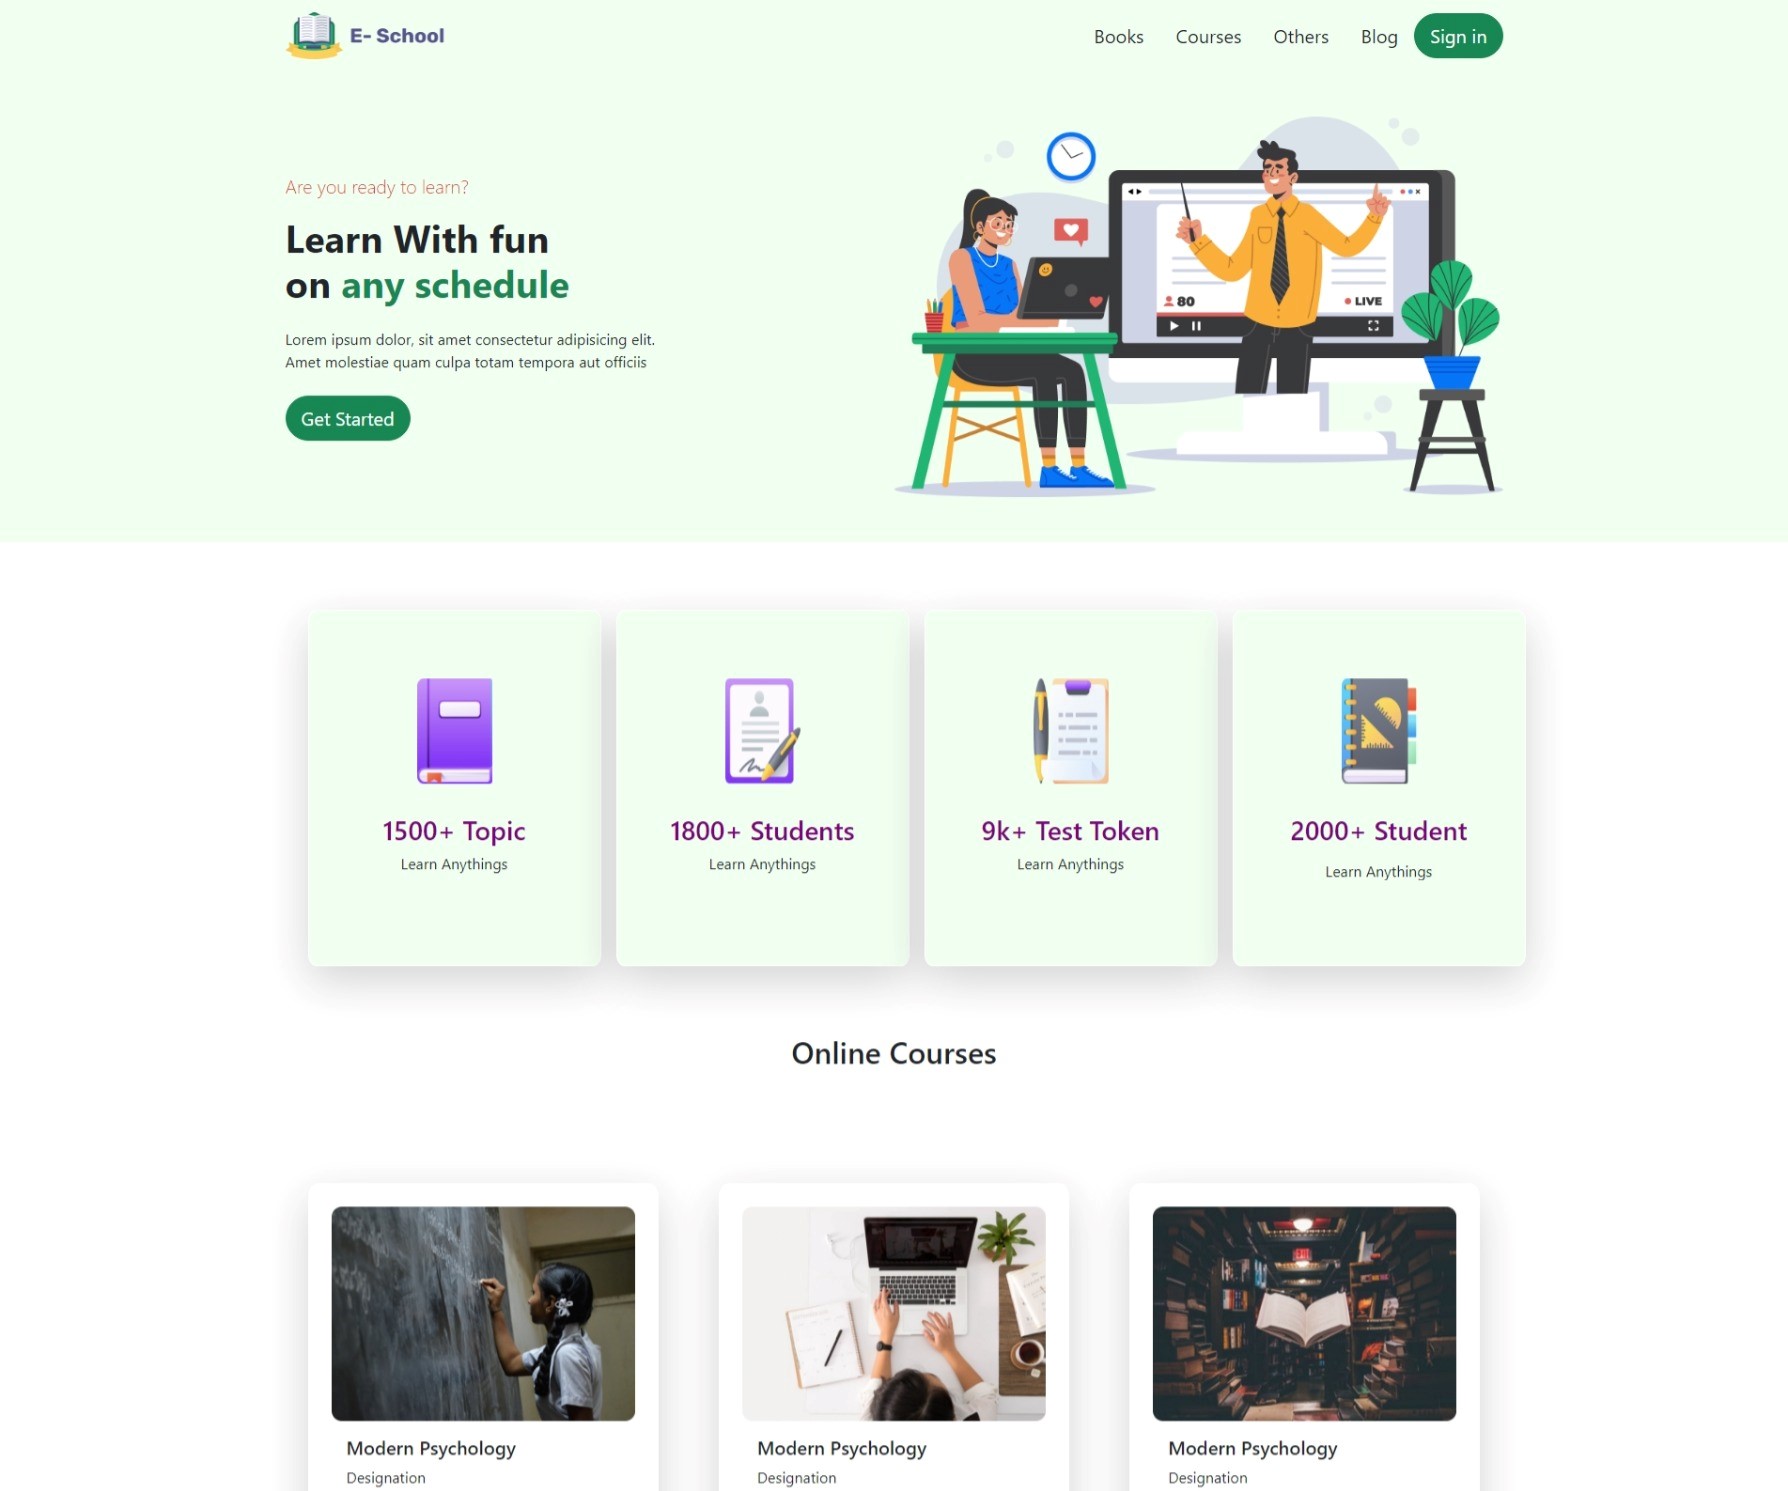 E- School
Books
Courses
Others
Blog
Sign in
Are you ready to learn?
Learn With fun
on any schedule
Lorem ipsum dolor, sit amet consectetur adipisicing elit.
Amet molestiae quam culpa totam tempora aut officiis
Get Started
80
LIVE
1500+ Topic
Learn Anythings
1800+ Students
Learn Anythings
9k+ Test Token
Learn Anythings
2000+ Student
Learn Anythings
Online Courses
Modern Psychology
Designation
Modern Psychology
Designation
EXIT
Modern Psychology
Designation